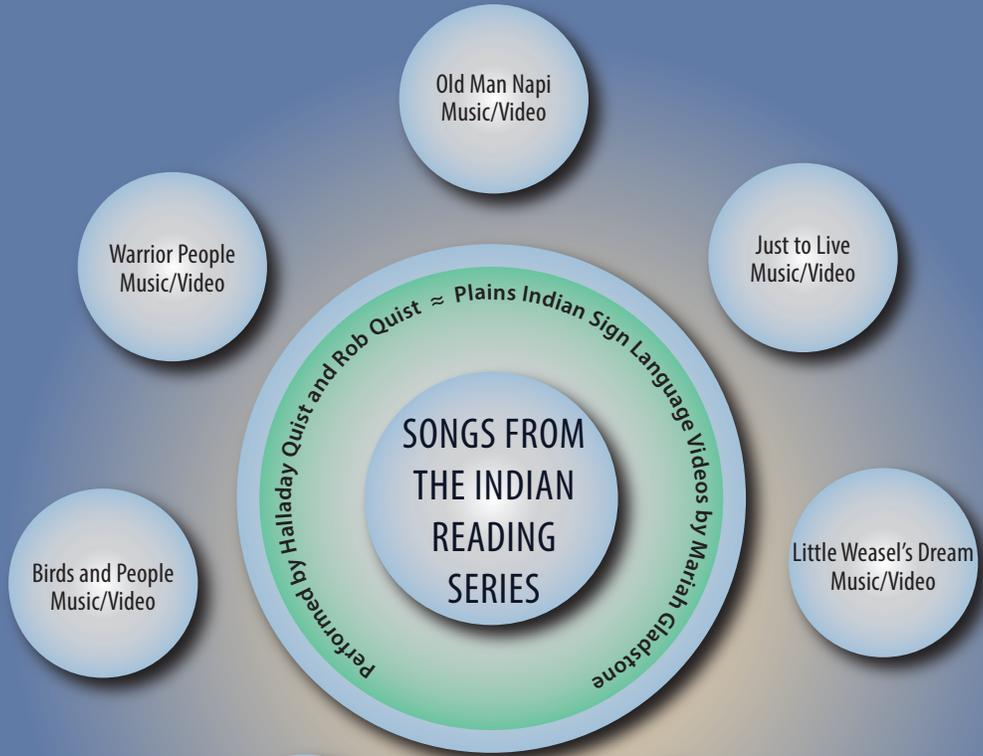 Old Man Napi
Music/Video
Warrior People
Music/Video
Just to Live
Music/Video
Performed by Halladay Quist and Rob Quist ≈ Plains Indian Sign Language Videos by Mariah Gladstone
SONGS FROM
THE INDIAN
READING
SERIES
Birds and People
Music/Video
Little Weasel's Dream
Music/Video